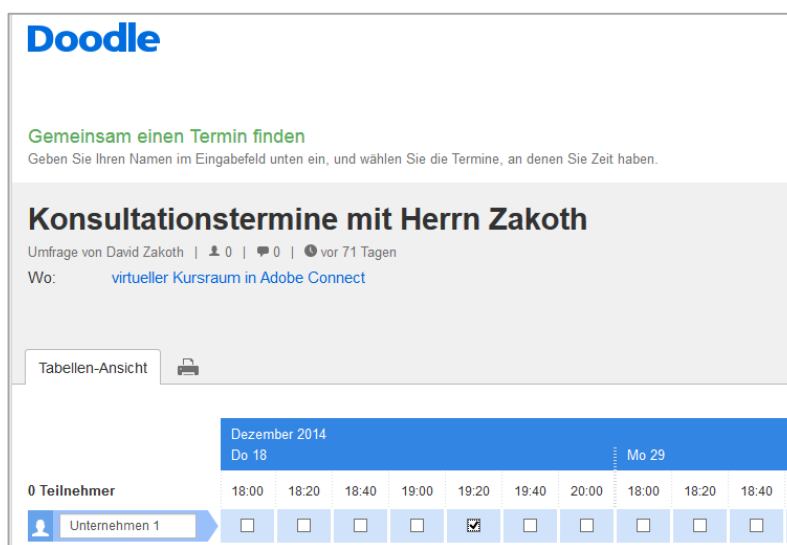 Doodle
Gemeinsam einen Termin finden
Geben Sie Ihren Namen im Eingabefeld unten ein, und wählen Sie die Termine, an denen Sie Zeit haben.
Konsultationstermine mit Herrn Zakoth
Umfrage von David Zakoth | 0 | 0 | vor 71 Tagen
Wo: virtueller Kursraum in Adobe Connect
Tabellen-Ansicht
Dezember 2014
Do 18 Mo 29
0 Teilnehmer 18:00 18:20 18:40 19:00 19:20 19:40 20:00 18:00 18:20 18:40
Unternehmen 1